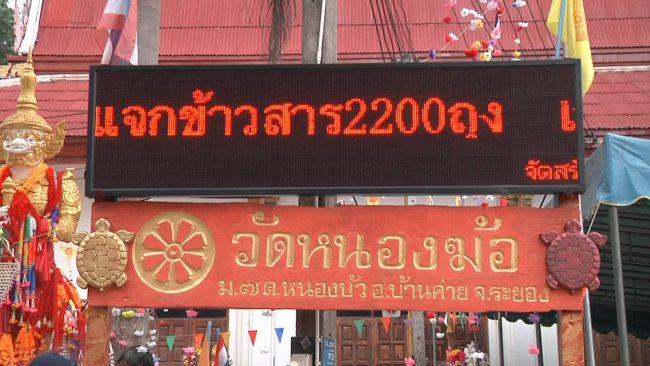 แจกข้าวสาร2200ถุง เ
จัดสร
วัดหนองฆ้อ
ม.๗ ต.หนองบัว อ.บ้านค่าย จ.ระยอง